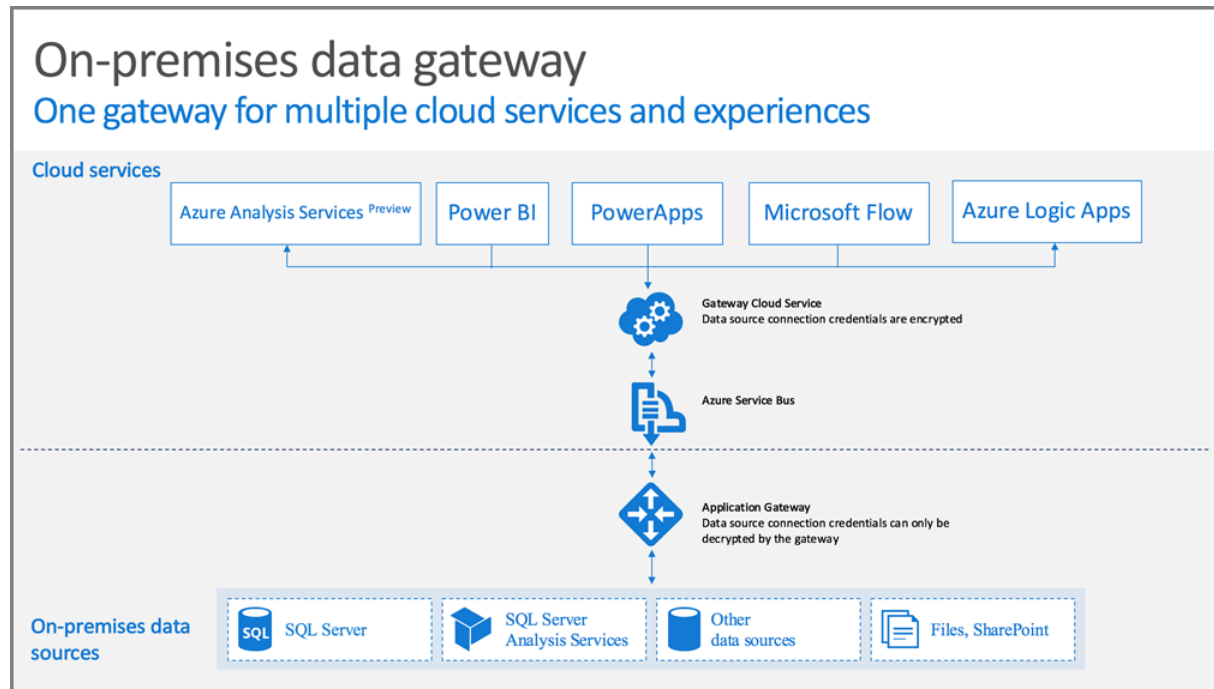 On-premises data gateway
One gateway for multiple cloud services and experiences
Cloud services
Azure Analysis Services Preview
Power BI
PowerApps
Microsoft Flow
Azure Logic Apps
Gateway Cloud Service
Data source connection credentials are encrypted
Azure Service Bus
Application Gateway
Data source connection credentials can only be
decrypted by the gateway
On-premises data
sources
SQL
SQL Server
SQL Server
Analysis Services
Other
data sources
Files, SharePoint